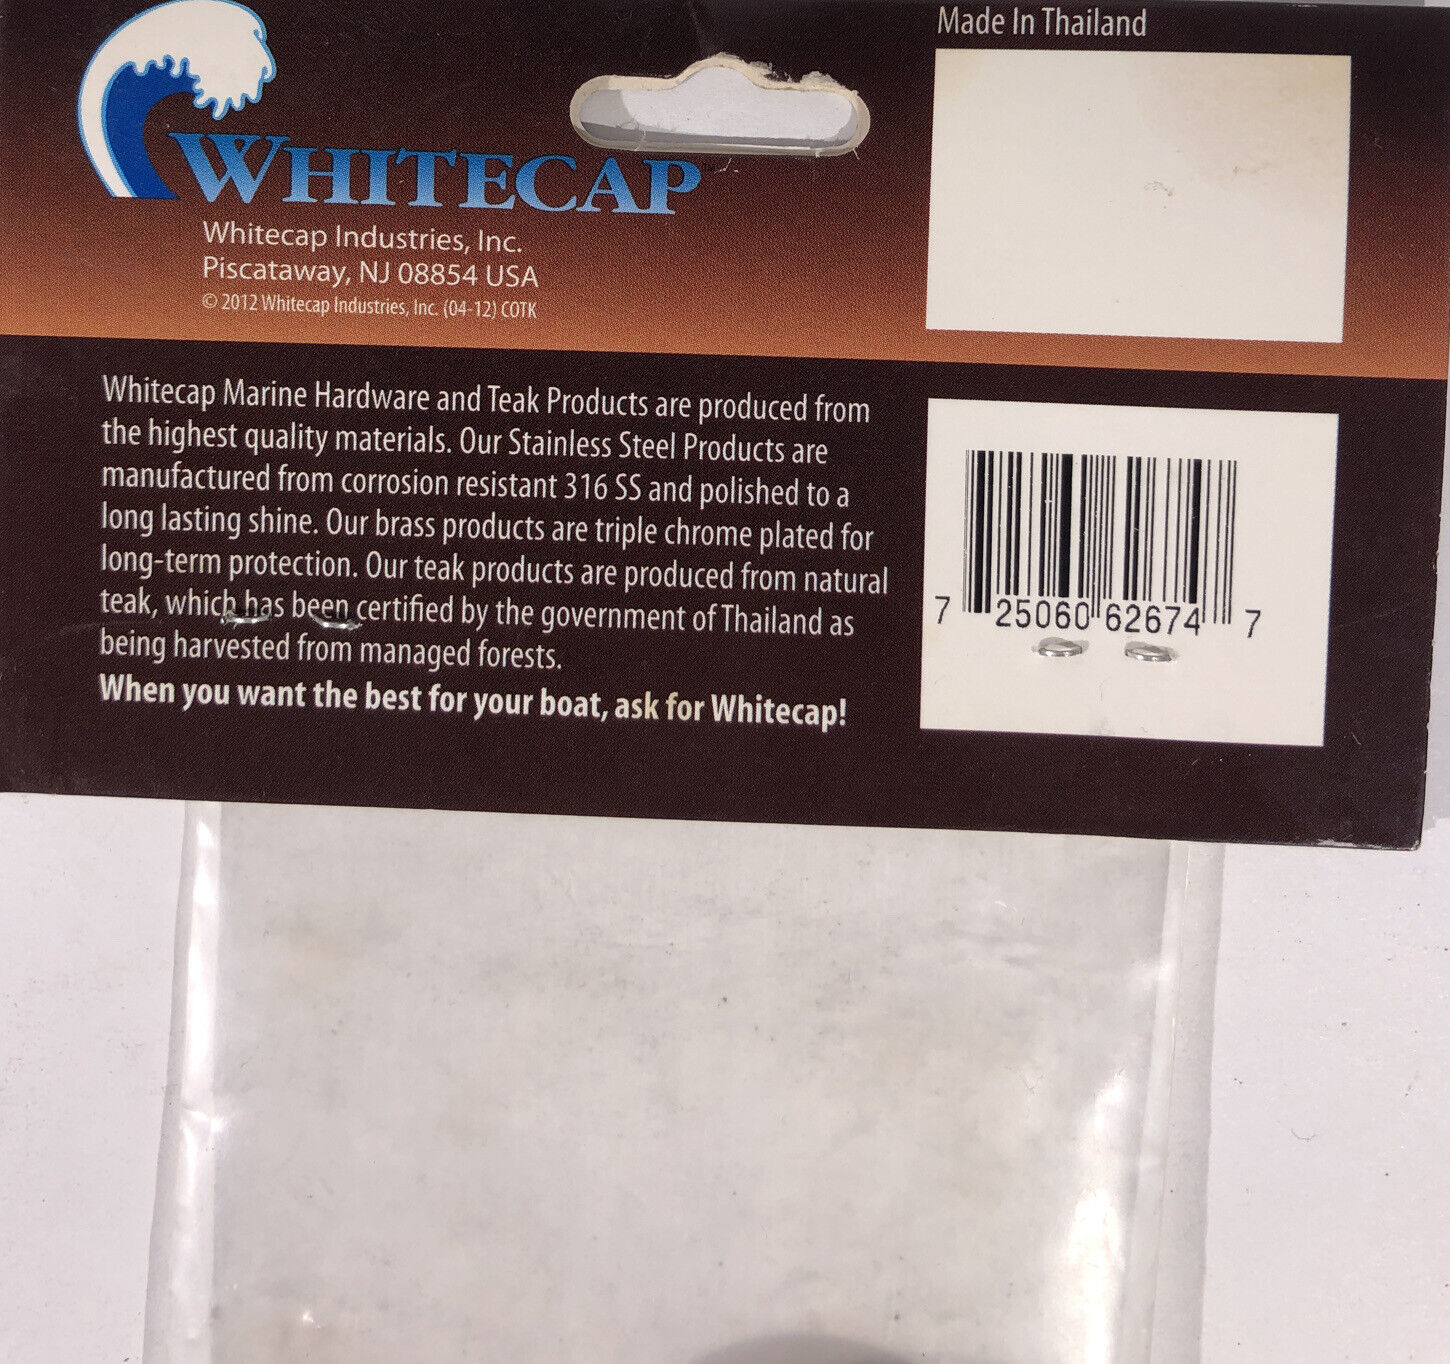 Made In Thailand
WHITECAP
Whitecap Industries, Inc.
Piscataway, NJ 08854 USA
© 2012 Whitecap Industries, Inc. (04-12) COTK
Whitecap Marine Hardware and Teak Products are produced from
the highest quality materials. Our Stainless Steel Products are
manufactured from corrosion resistant 316 SS and polished to a
long lasting shine. Our brass products are triple chrome plated for
long-term protection. Our teak products are produced from natural
teak, which has been certified by the government of Thailand as
being harvested from managed forests.
When you want the best for your boat, ask for Whitecap!
7 25060 62674 7